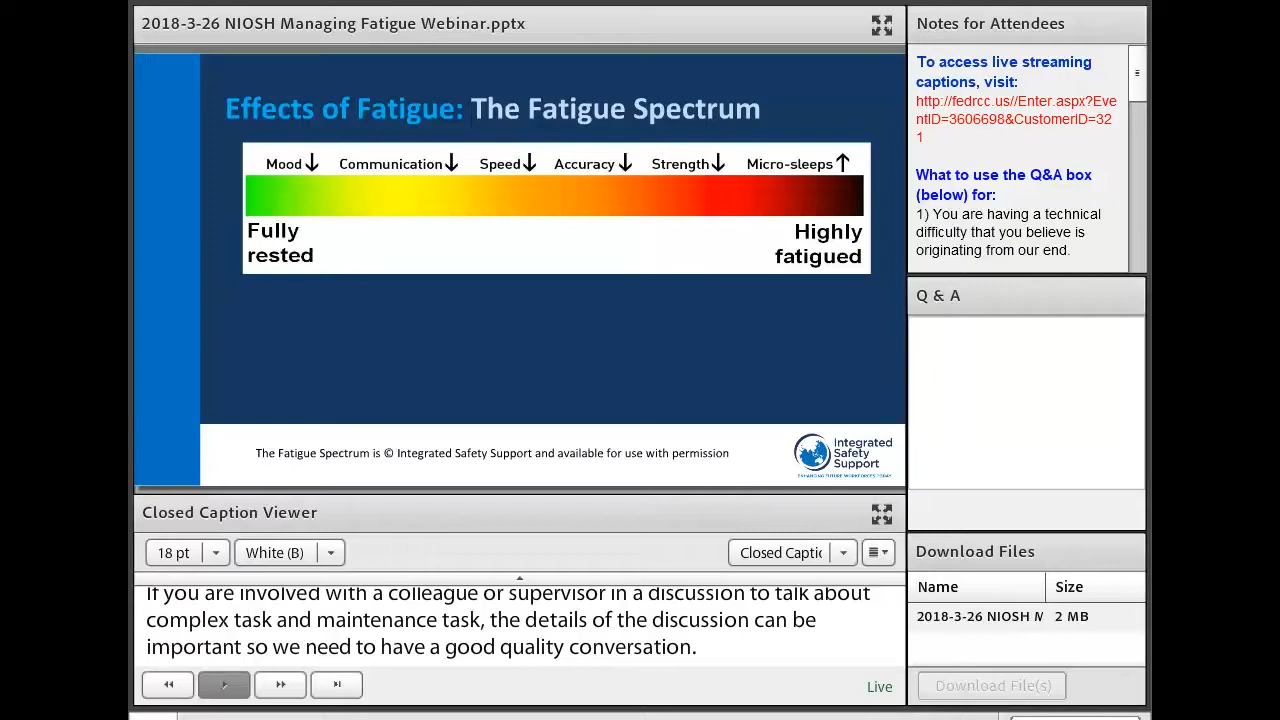 2018-3-26 NIOSH Managing Fatigue Webinar.pptx
Effects of Fatigue: The Fatigue Spectrum
Mood↓ Communication↓ Speed↓ Accuracy↓ Strength↓ Micro-sleeps↑
Fully
rested
Highly
fatigued
The Fatigue Spectrum is © Integrated Safety Support and available for use with permission
Integrated
Safety
Support
ENHANCING FUTURE WORKFORCES TODAY
Closed Caption Viewer
18 pt
White (B)
Closed Captic
If you are involved with a colleague or supervisor in a discussion to talk about
complex task and maintenance task, the details of the discussion can be
important so we need to have a good quality conversation.
Live
Notes for Attendees
To access live streaming
captions, visit:
http://fedrcc.us//Enter.aspx?Eve
ntID=3606698&CustomerID=32
1
What to use the Q&A box
(below) for:
1) You are having a technical
difficulty that you believe is
originating from our end.
Q & A
Download Files
Name Size
2018-3-26 NIOSH M 2 MB
Download File(s)